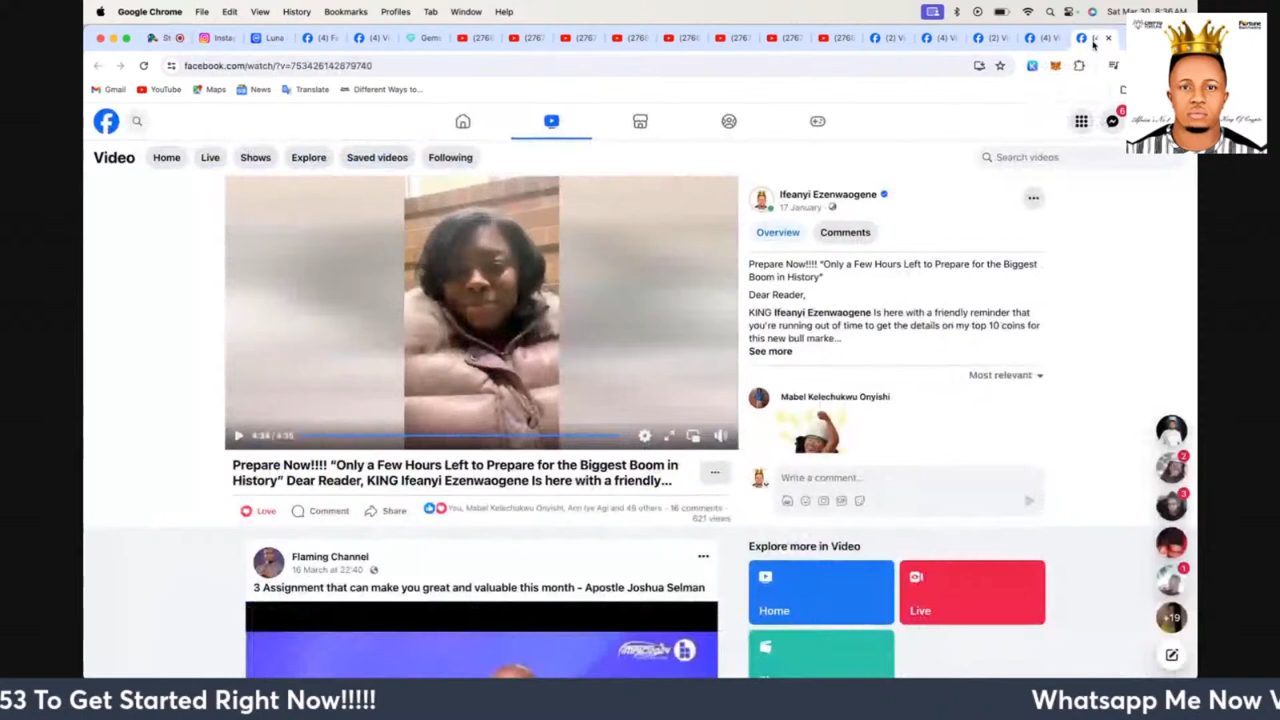 Google Chrome File Edit View History Bookmarks Profiles Tab Window Help
Sat Mar 30 8:36 AM
facebook.com/watch/?v=753426142879740
Gmail YouTube Maps News Translate Different Ways to...
Video Home Live Shows Explore Saved videos Following
Search videos
Ifeanyi Ezenwaogene
17 January
Overview Comments
Prepare Now!!!! “Only a Few Hours Left to Prepare for the Biggest
Boom in History”
Dear Reader,
KING Ifeanyi Ezenwaogene Is here with a friendly reminder that
you're running out of time to get the details on my top 10 coins for
this new bull marke...
See more
Most relevant
Mabel Kelechukwu Onyishi
Write a comment...
4:34 / 4:35
Prepare Now!!!! “Only a Few Hours Left to Prepare for the Biggest Boom in
History” Dear Reader, KING Ifeanyi Ezenwaogene Is here with a friendly...
Love Comment Share
You, Mabel Kelechukwu Onyishi, Ann Iye Agi and 49 others · 16 comments ·
621 views
Flaming Channel
16 March at 22:40
3 Assignment that can make you great and valuable this month - Apostle Joshua Selman
Explore more in Video
Home
Live
+19
53 To Get Started Right Now!!!!!
Whatsapp Me Now